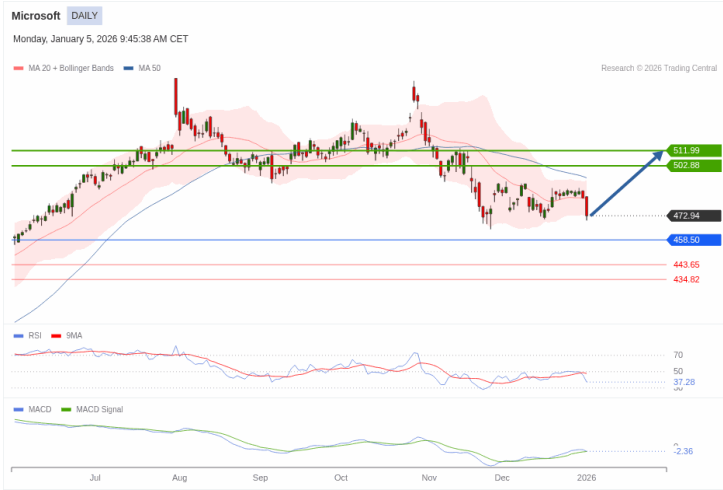 Microsoft DAILY
Monday, January 5, 2026 9:45:38 AM CET
MA 20 + Bollinger Bands MA 50
Research © 2026 Trading Central
511.99
502.88
472.94
458.50
443.65
434.82
RSI 9MA
70
50
37.28
MACD MACD Signal
-2.36
Jul Aug Sep Oct Nov Dec 2026